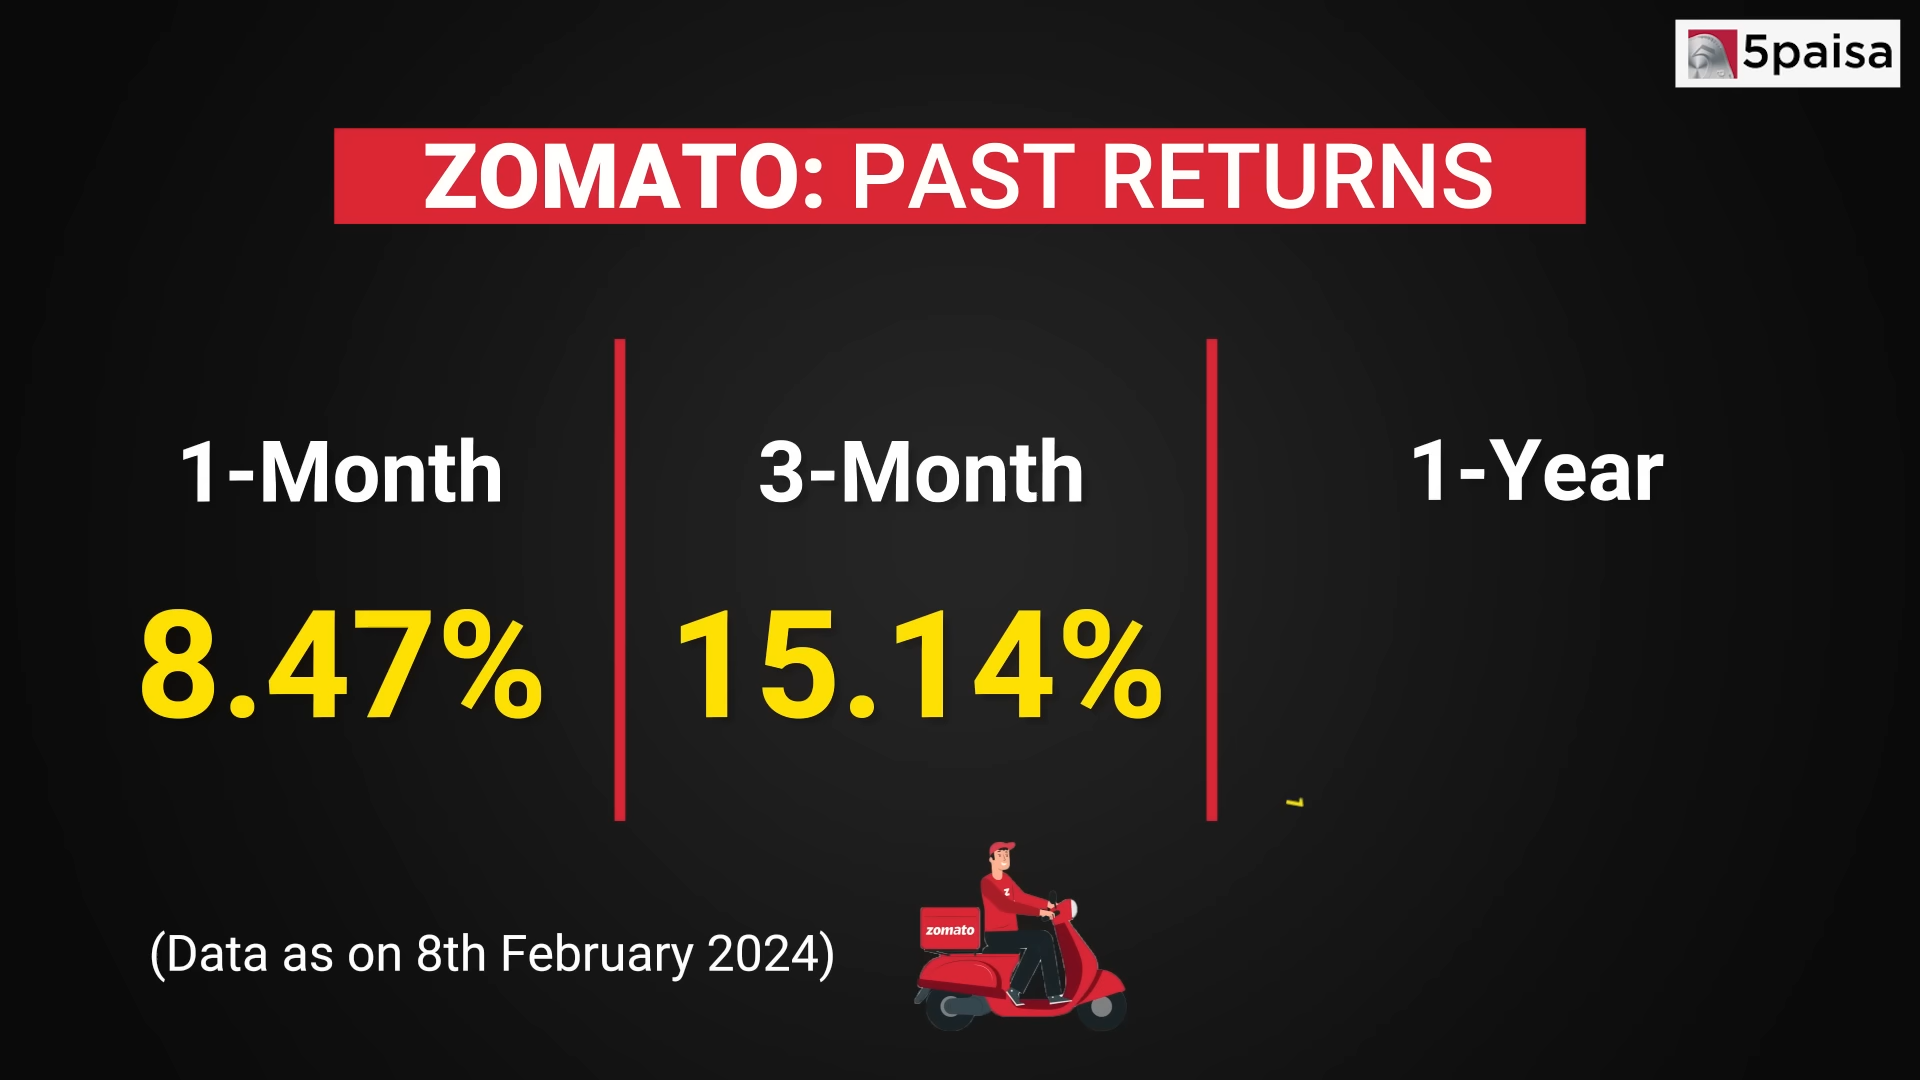 5paisa
ZOMATO: PAST RETURNS
1-Month
8.47%
3-Month
15.14%
1-Year
zomato
(Data as on 8th February 2024)